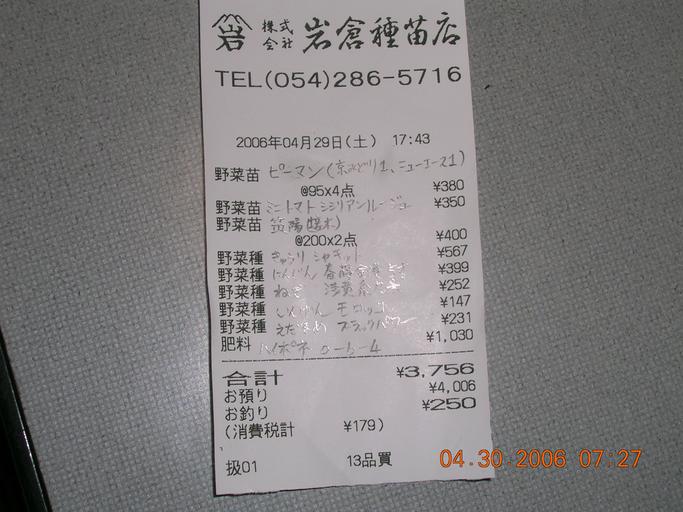 株式会社 岩倉種苗店
TEL(054)286-5716
2006年04月29日(土) 17:43
野菜苗 ピーマン(京みどり1、ニューエース1)
@95x4点 ¥380
野菜苗 ミニトマト シシリアンルージュ ¥350
野菜苗 筑陽(接木)
@200x2点 ¥400
野菜種 きゅうり シャキット ¥567
野菜種 にんじん ¥399
野菜種 ねぎ ¥252
野菜種 いんげん モロッコ ¥147
野菜種 えだまめ ブラックパワー ¥231
肥料 ハイポネ 6-6-4 ¥1,030
合計 ¥3,756
お預り ¥4,006
お釣り ¥250
(消費税計 ¥179)
扱01 13品買
04.30.2006 07:27